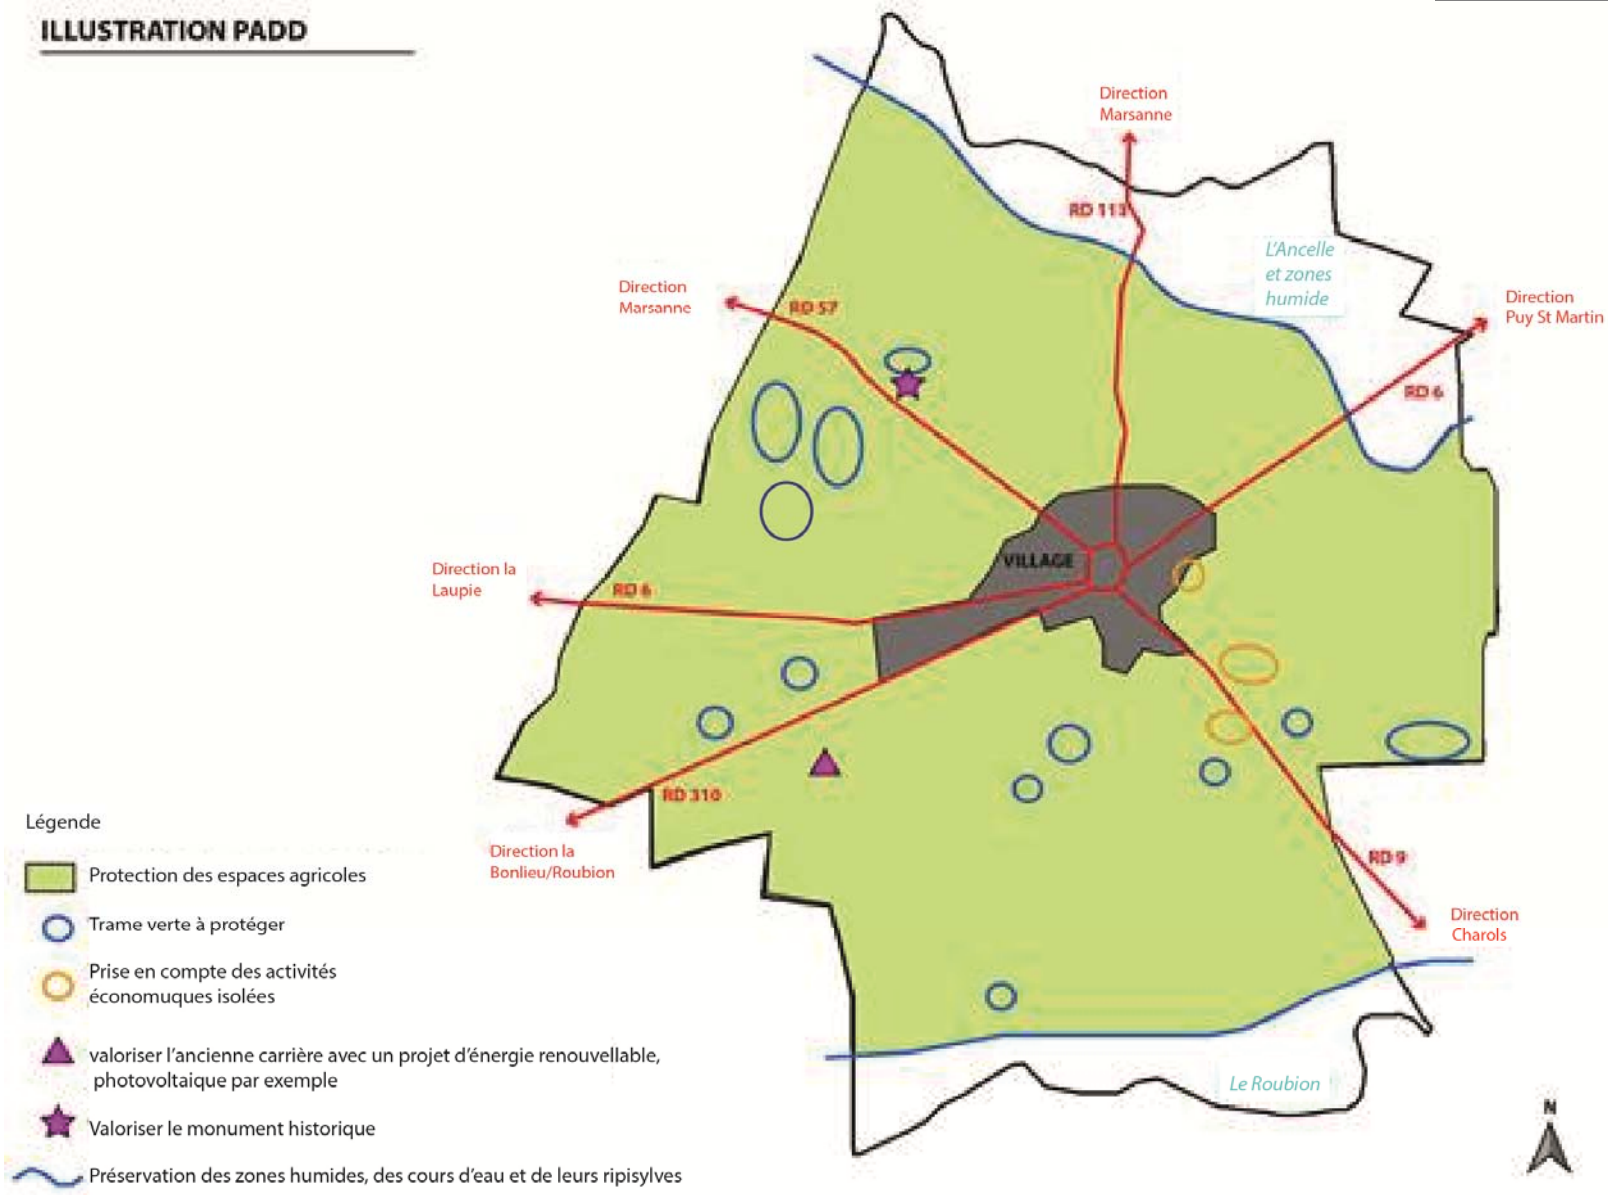 ILLUSTRATION PADD
Direction
Marsanne
RD 113
L'Ancelle
et zones
humide
Direction
Marsanne
RD 57
Direction
Puy St Martin
RD 6
VILLAGE
Direction la
Laupie
RD 6
RD 310
Direction la
Bonlieu/Roubion
RD 9
Direction
Charols
Le Roubion
N
Légende
Protection des espaces agricoles
Trame verte à protéger
Prise en compte des activités
économuques isolées
valoriser l'ancienne carrière avec un projet d'énergie renouvellable,
photovoltaique par exemple
Valoriser le monument historique
Préservation des zones humides, des cours d'eau et de leurs ripisylves